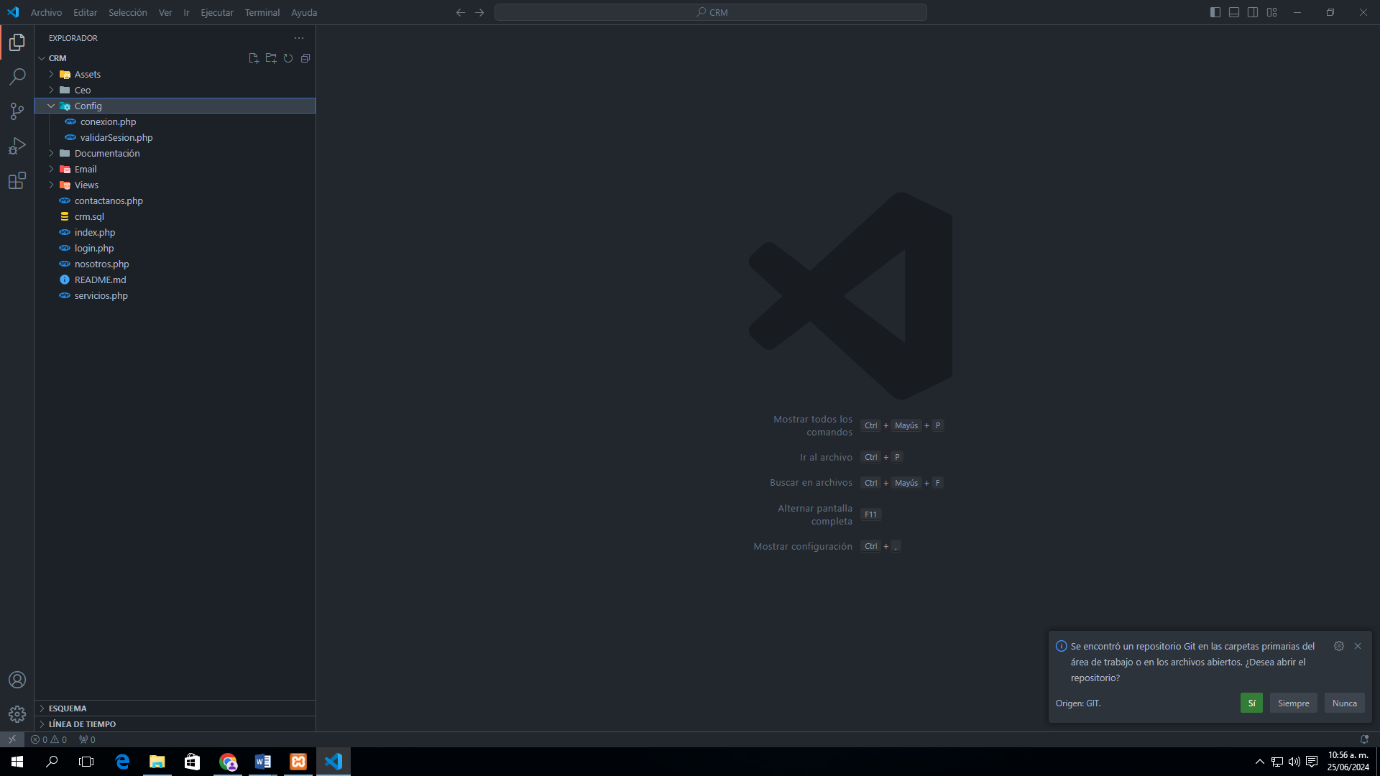 Archivo Editar Selección Ver Ir Ejecutar Terminal Ayuda
CRM
EXPLORADOR
CRM
Assets
Ceo
Config
conexion.php
validarSesion.php
Documentación
Email
Views
contactanos.php
crm.sql
index.php
login.php
nosotros.php
README.md
servicios.php
Mostrar todos los
comandos
Ctrl + Mayús + P
Ir al archivo Ctrl + P
Buscar en archivos Ctrl + Mayús + F
Alternar pantalla
completa
F11
Mostrar configuración Ctrl + ,
Se encontró un repositorio Git en las carpetas primarias del
área de trabajo o en los archivos abiertos. ¿Desea abrir el
repositorio?
Origen: GIT. Sí Siempre Nunca
ESQUEMA
LÍNEA DE TIEMPO
0 0 0
10:56 a. m.
25/06/2024